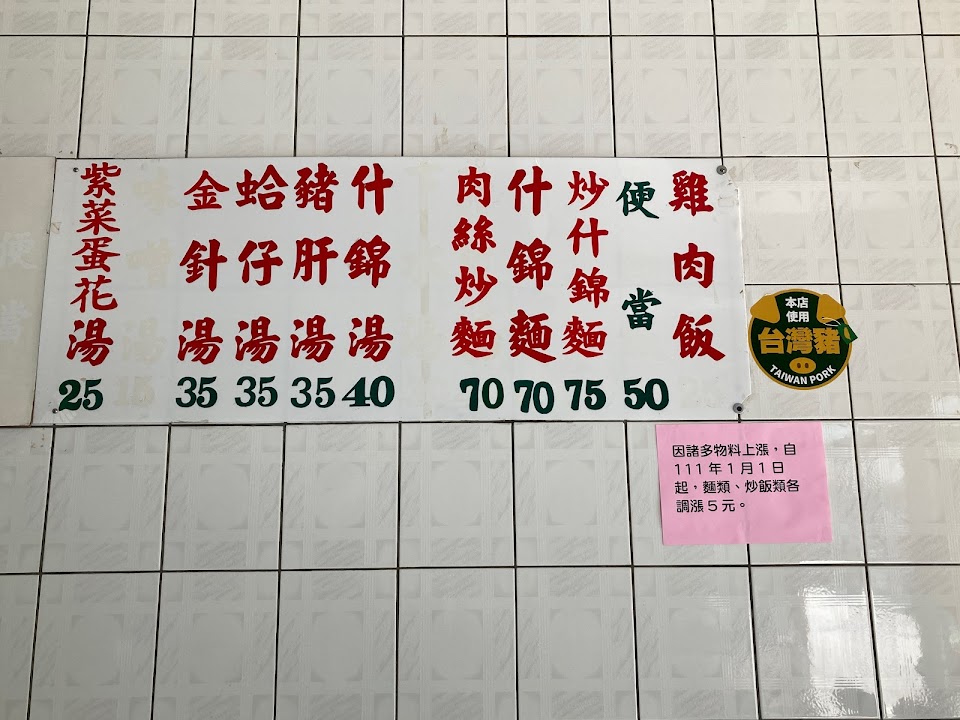 雞肉飯
便當 50
炒什錦麵 75
什錦麵 70
肉絲炒麵 70
什錦湯 40
豬肝湯 35
蛤仔湯 35
金針湯 35
紫菜蛋花湯 25
本店
使用
台灣豬
TAIWAN PORK
因諸多物料上漲，自
111年1月1日
起，麵類、炒飯類各
調漲5元。